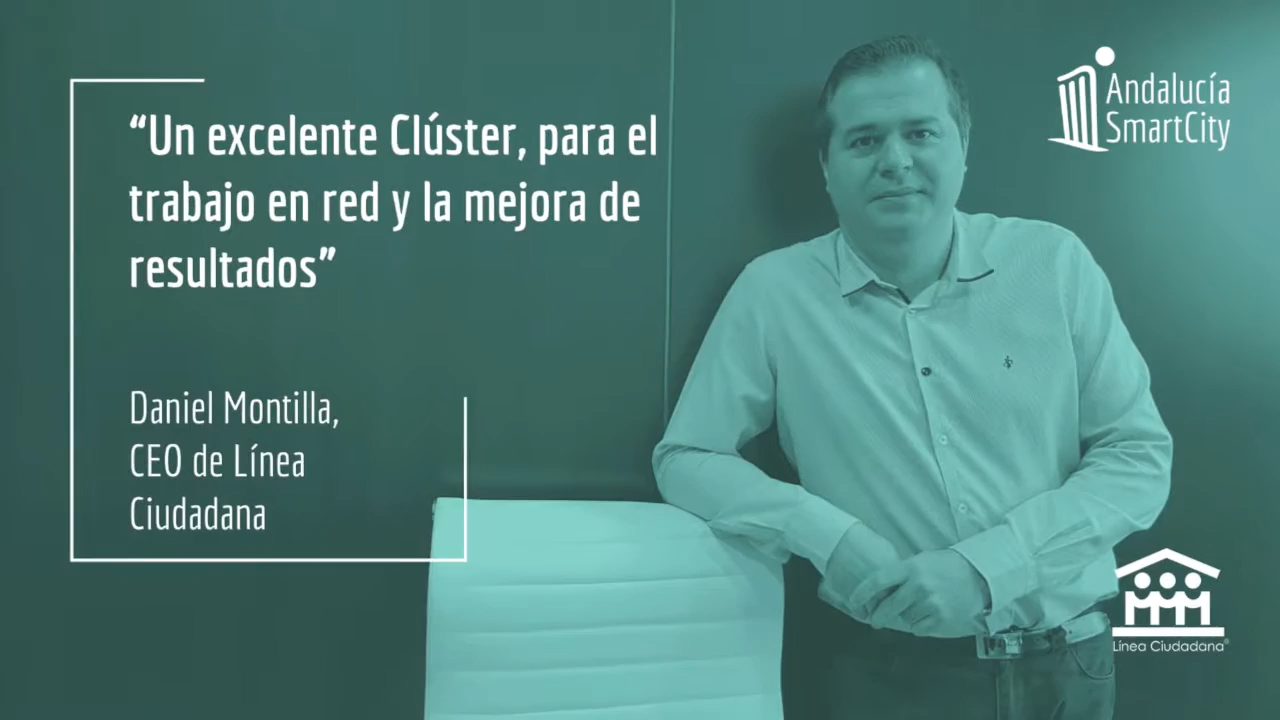 “Un excelente Clúster, para el
trabajo en red y la mejora de
resultados”
Daniel Montilla,
CEO de Línea
Ciudadana
Andalucía
SmartCity
Línea Ciudadana®